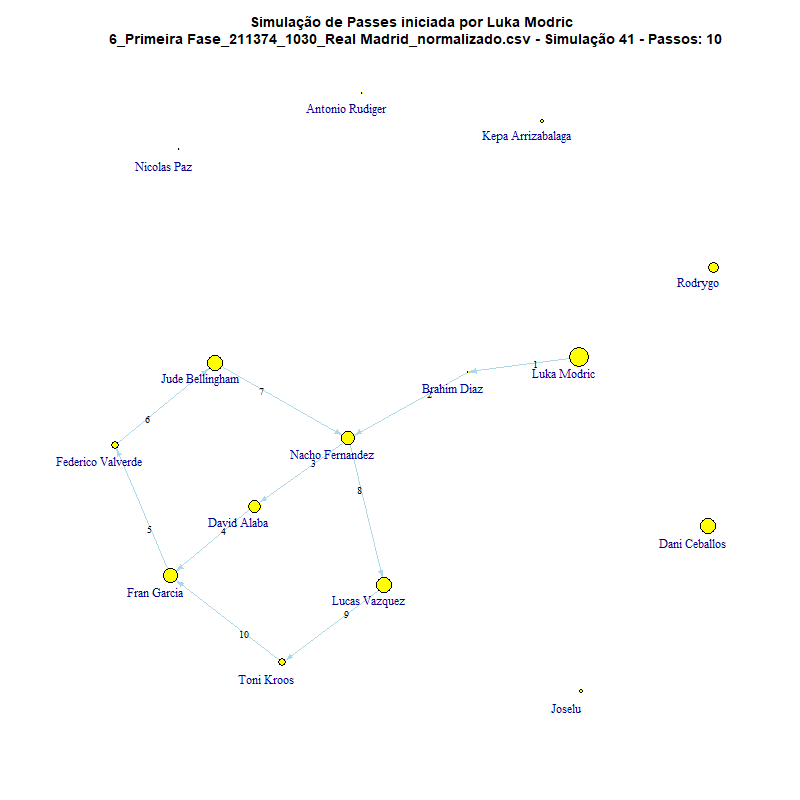 Simulação de Passes iniciada por Luka Modric
6_Primeira Fase_211374_1030_Real Madrid_normalizado.csv - Simulação 41 - Passos: 10
Antonio Rudiger
Kepa Arrizabalaga
Nicolas Paz
Rodrygo
1
Luka Modric
Jude Bellingham
Brahim Diaz
7
2
6
Nacho Fernandez
Federico Valverde
3
8
David Alaba
5
4
Dani Ceballos
Fran Garcia
Lucas Vazquez
9
10
Toni Kroos
Joselu